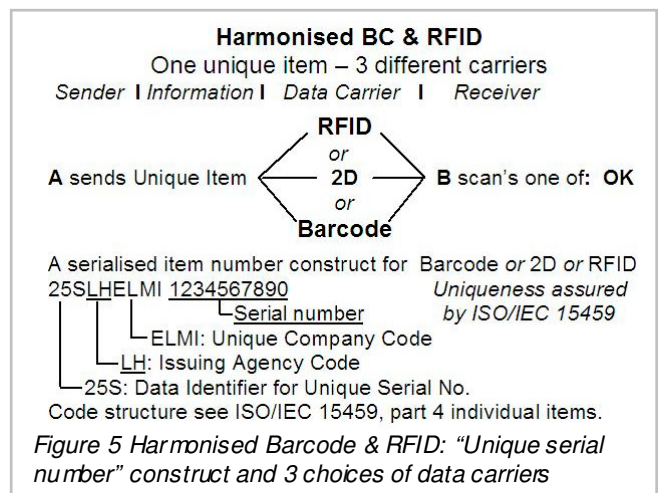 Harmonised BC & RFID
One unique item – 3 different carriers
Sender I Information I Data Carrier I Receiver
RFID
or
A sends Unique Item 2D B scan's one of: OK
or
Barcode
A serialised item number construct for Barcode or 2D or RFID
25SLHELMI 1234567890 Uniqueness assured
Serial number by ISO/IEC 15459
ELMI: Unique Company Code
LH: Issuing Agency Code
25S: Data Identifier for Unique Serial No.
Code structure see ISO/IEC 15459, part 4 individual items.
Figure 5 Harmonised Barcode & RFID: “Unique serial
number” construct and 3 choices of data carriers